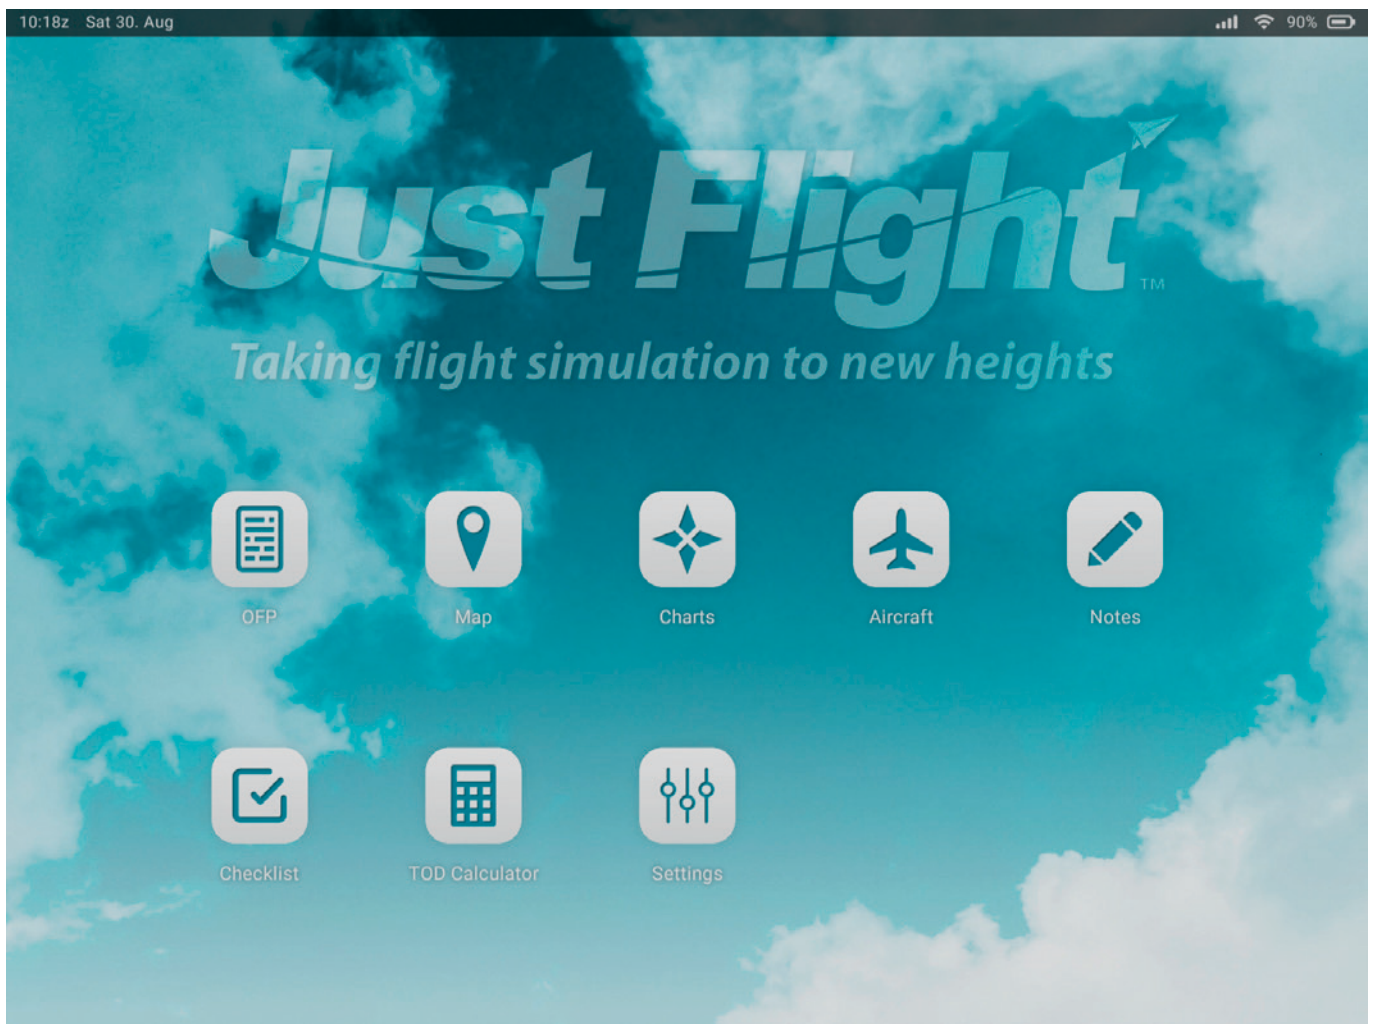 10:18z Sat 30. Aug 90%
Just Flight TM
Taking flight simulation to new heights
OFP Map Charts Aircraft Notes
Checklist TOD Calculator Settings